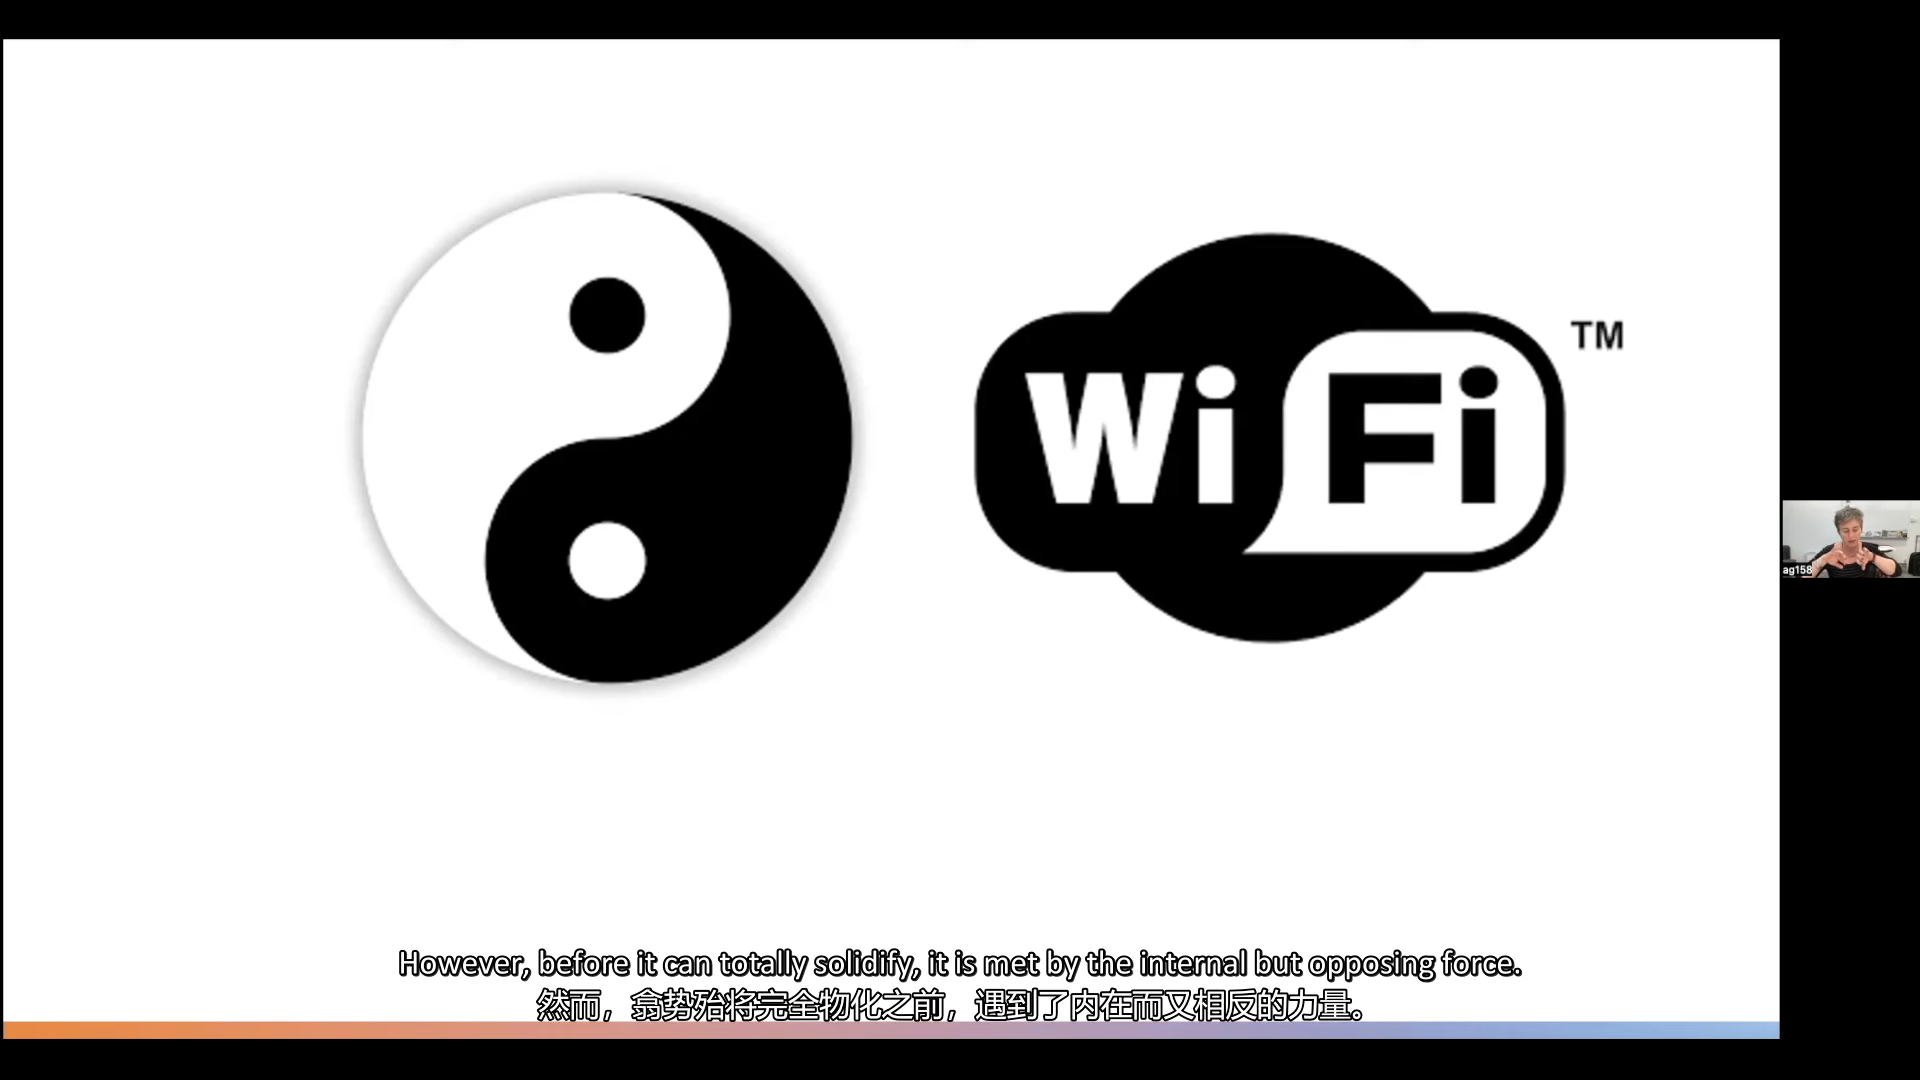 Wi Fi TM
ag158
However, before it can totally solidify, it is met by the internal but opposing force.
然而，翕势殆将完全物化之前，遇到了内在而又相反的力量。